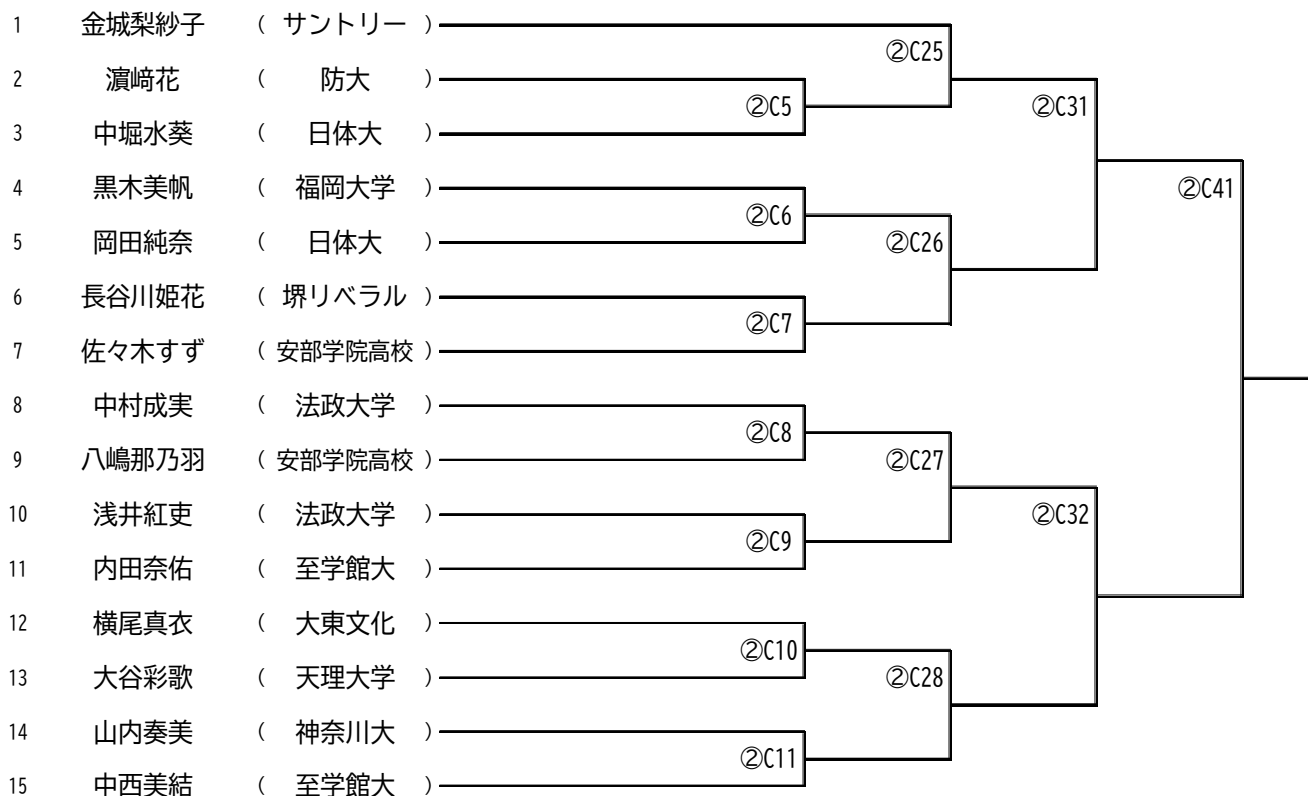 1 金城梨紗子 ( サントリー )
②C25
2 濵﨑花 ( 防大 )
②C5 ②C31
3 中堀水葵 ( 日体大 )
4 黒木美帆 ( 福岡大学 )
②C6 ②C41
5 岡田純奈 ( 日体大 )
②C26
6 長谷川姫花 ( 堺リベラル )
②C7
7 佐々木すず ( 安部学院高校 )
8 中村成実 ( 法政大学 )
②C8
9 八嶋那乃羽 ( 安部学院高校 )
②C27
10 浅井紅吏 ( 法政大学 )
②C9 ②C32
11 内田奈佑 ( 至学館大 )
12 横尾真衣 ( 大東文化 )
②C10
13 大谷彩歌 ( 天理大学 )
②C28
14 山内奏美 ( 神奈川大 )
②C11
15 中西美結 ( 至学館大 )